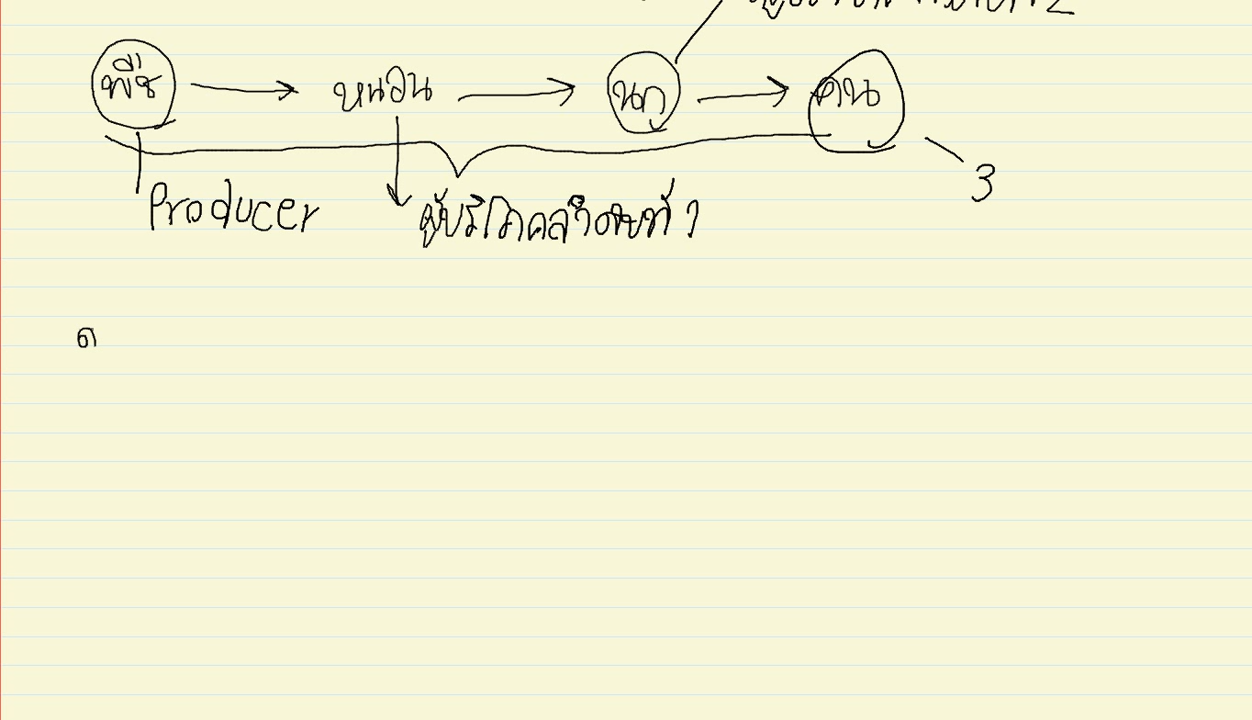 พืช → หนอน → นก → คน
3
Producer ผู้บริโภคลำดับที่ 1
ด